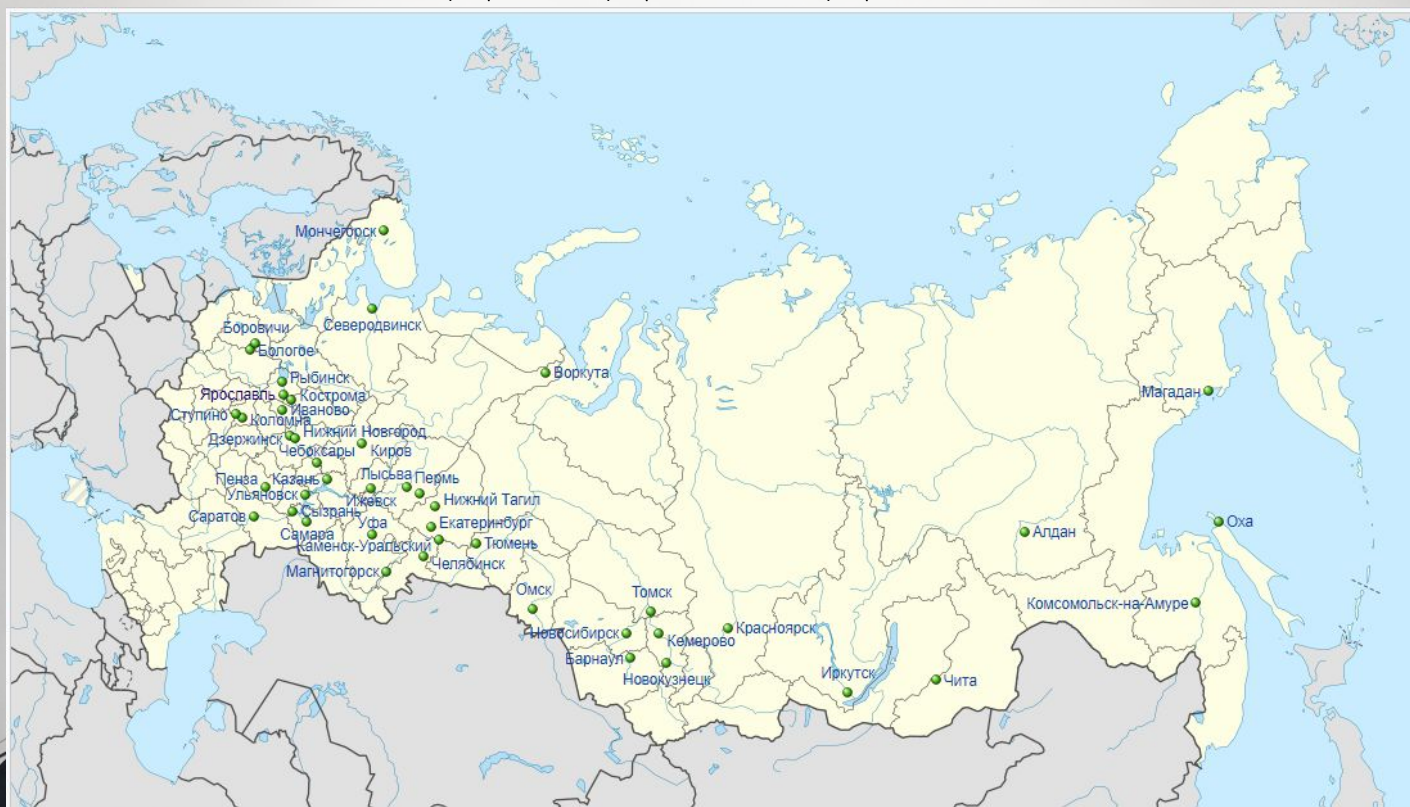 Мончегорск
Северодвинск
Боровичи
Бологое
Воркута
Рыбинск
Ярославль
Кострома
Магадан
Иваново
Ступино
Коломна
Нижний Новгород
Дзержинск
Чебоксары
Киров
Лысьва
Пермь
Пенза
Казань
Ульяновск
Ижевск
Нижний Тагил
Сызрань
Саратов
Оха
Самара
Уфа
Екатеринбург
Алдан
Каменск-Уральский
Тюмень
Челябинск
Магнитогорск
Омск
Томск
Комсомольск-на-Амуре
Новосибирск
Кемерово
Красноярск
Барнаул
Новокузнецк
Иркутск
Чита